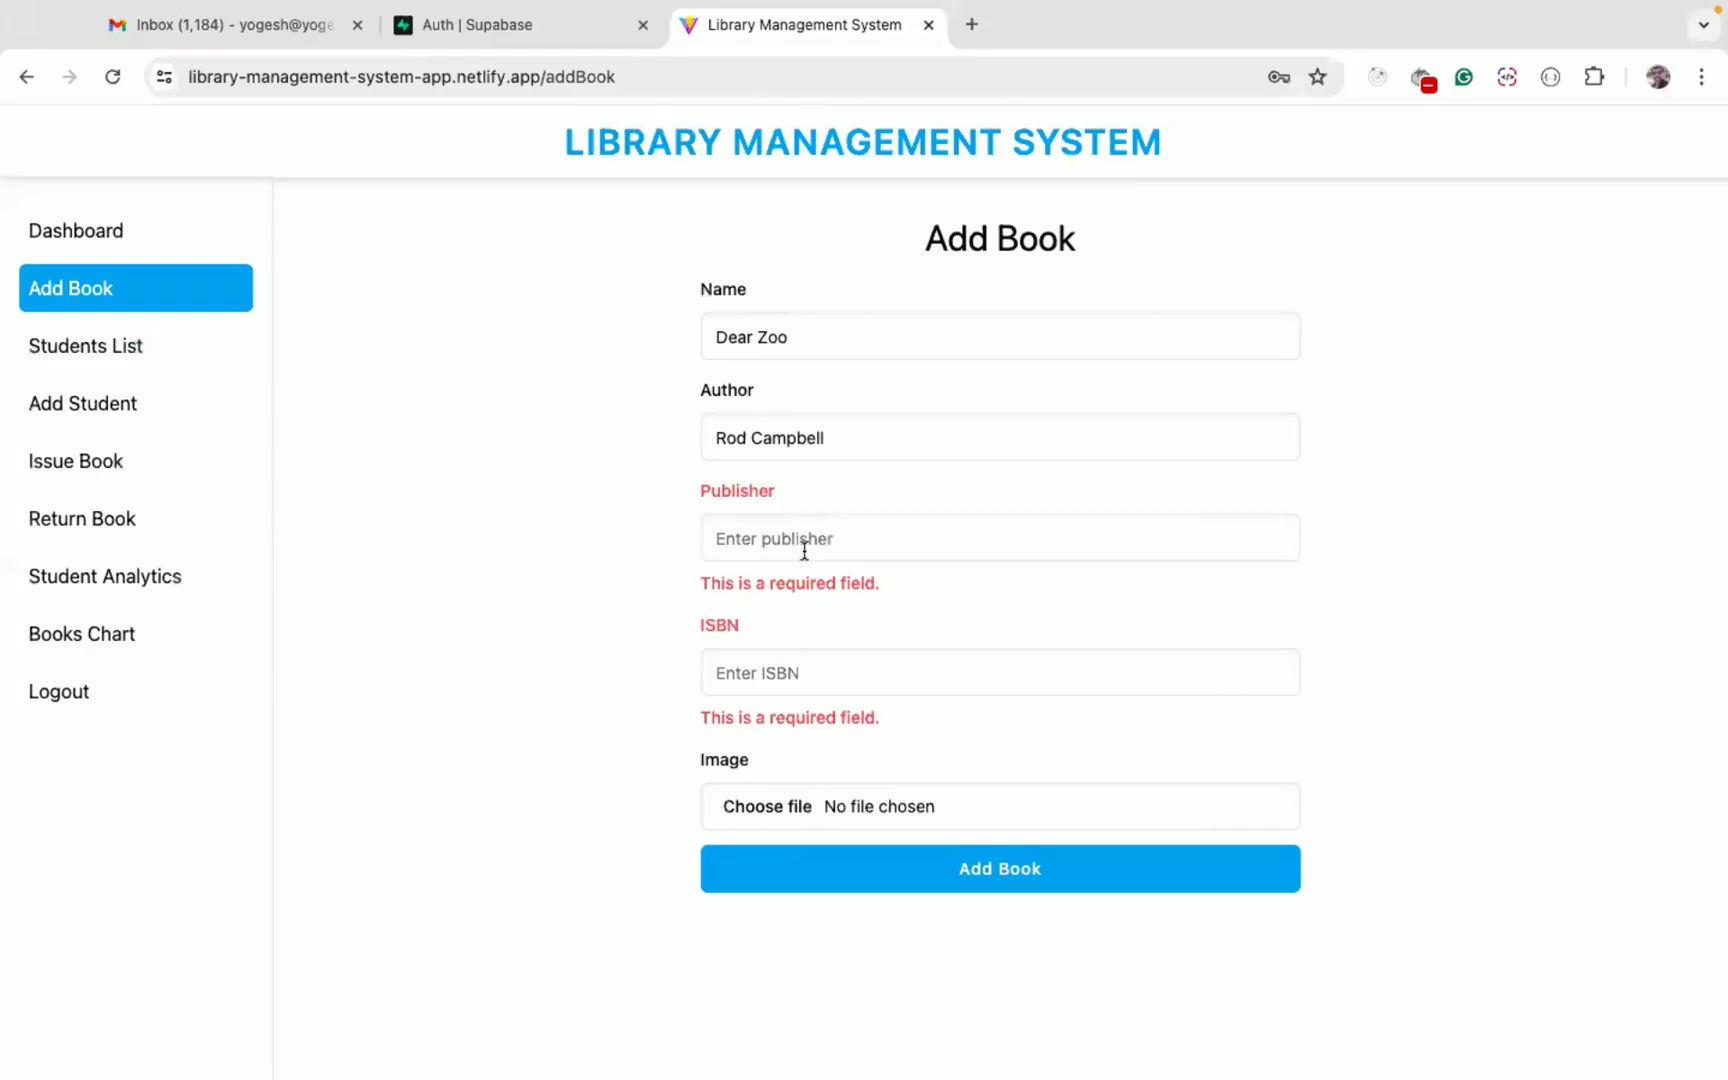 Inbox (1,184) - yogesh@yoge
Auth | Supabase
Library Management System
library-management-system-app.netlify.app/addBook
LIBRARY MANAGEMENT SYSTEM
Dashboard
Add Book
Students List
Add Student
Issue Book
Return Book
Student Analytics
Books Chart
Logout
Add Book
Name
Dear Zoo
Author
Rod Campbell
Publisher
Enter publisher
This is a required field.
ISBN
Enter ISBN
This is a required field.
Image
Choose file No file chosen
Add Book